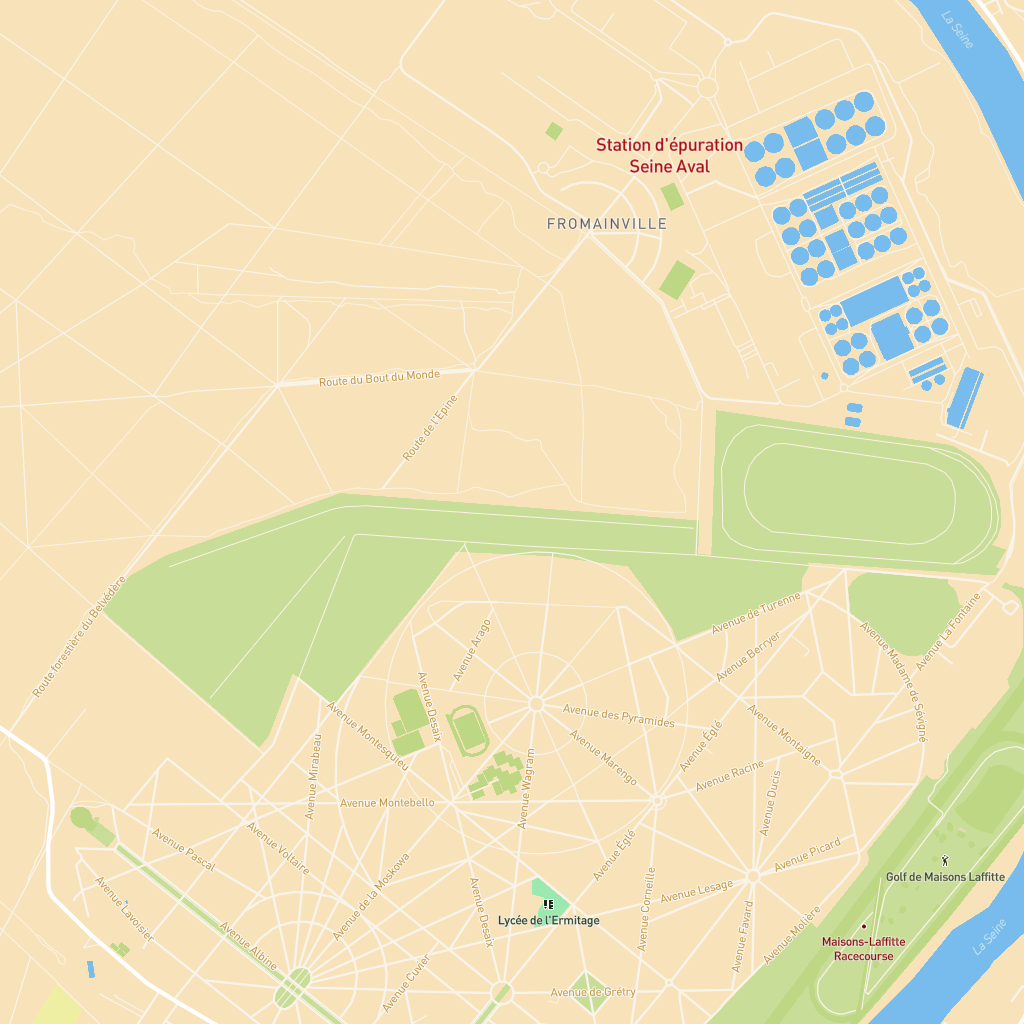 La Seine
Station d'épuration
Seine Aval
FROMAINVILLE
Route du Bout du Monde
Route de l'Epine
Route forestière du Belvédère
Avenue de Turenne
Avenue La Fontaine
Avenue Arago
Avenue Berryer
Avenue Madame de Sévigné
Avenue Desaix
Avenue des Pyramides
Avenue Montesquieu
Avenue Églé
Avenue Montaigne
Avenue Marengo
Avenue Mirabeau
Avenue Racine
Avenue Wagram
Avenue Ducis
Avenue Montebello
Avenue Pascal
Avenue Voltaire
Avenue Églé
Avenue Picard
Golf de Maisons Laffitte
Avenue de la Moskowa
Avenue Lavoisier
Avenue Desaix
Avenue Corneille
Avenue Lesage
Lycée de l'Ermitage
Avenue Favard
Avenue Molière
Maisons-Laffitte
Racecourse
La Seine
Avenue Albine
Avenue Cuvier
Avenue de Grétry